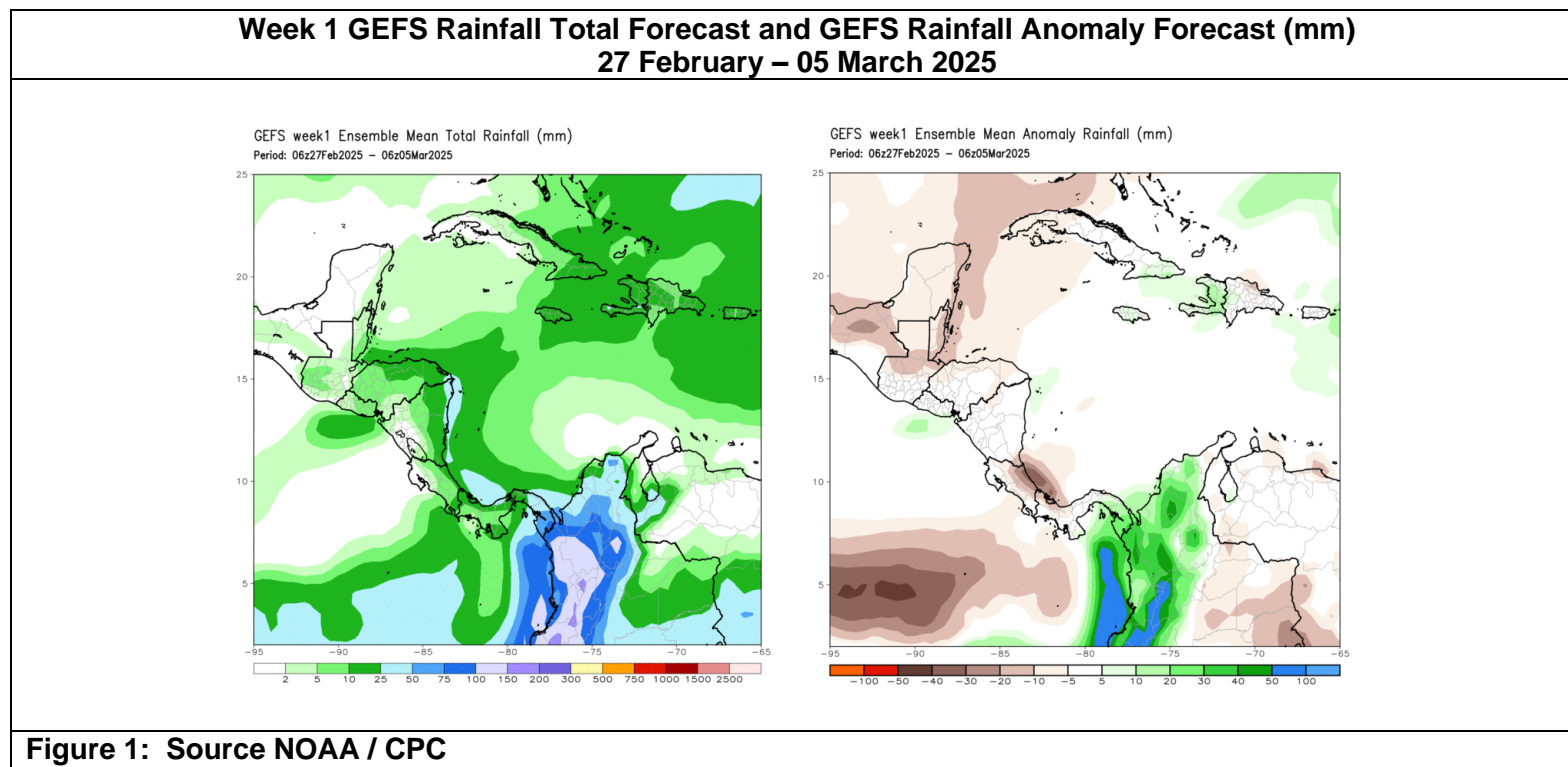 Week 1 GEFS Rainfall Total Forecast and GEFS Rainfall Anomaly Forecast (mm)
27 February – 05 March 2025
GEFS week1 Ensemble Mean Total Rainfall (mm)
Period: 06z27Feb2025 – 06z05Mar2025
25
20
15
10
5
−95 −90 −85 −80 −75 −70 −65
2 5 10 25 50 75 100 150 200 300 500 750 1000 1500 2500
GEFS week1 Ensemble Mean Anomaly Rainfall (mm)
Period: 06z27Feb2025 – 06z05Mar2025
25
20
15
10
5
−95 −90 −85 −80 −75 −70 −65
−100 −50 −40 −30 −20 −10 −5 5 10 20 30 40 50 100
Figure 1: Source NOAA / CPC